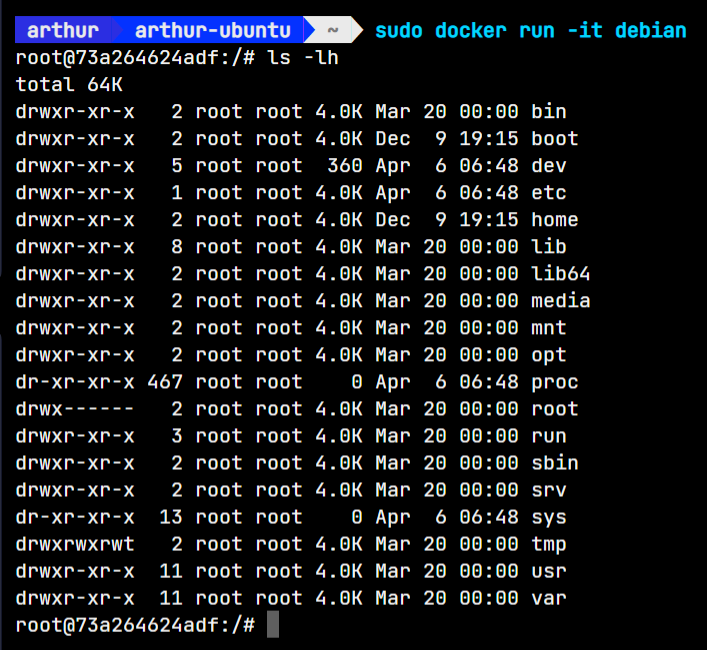 arthur arthur-ubuntu ~ sudo docker run -it debian
root@73a264624adf:/# ls -lh
total 64K
drwxr-xr-x   2 root root 4.0K Mar 20 00:00 bin
drwxr-xr-x   2 root root 4.0K Dec  9 19:15 boot
drwxr-xr-x   5 root root  360 Apr  6 06:48 dev
drwxr-xr-x   1 root root 4.0K Apr  6 06:48 etc
drwxr-xr-x   2 root root 4.0K Dec  9 19:15 home
drwxr-xr-x   8 root root 4.0K Mar 20 00:00 lib
drwxr-xr-x   2 root root 4.0K Mar 20 00:00 lib64
drwxr-xr-x   2 root root 4.0K Mar 20 00:00 media
drwxr-xr-x   2 root root 4.0K Mar 20 00:00 mnt
drwxr-xr-x   2 root root 4.0K Mar 20 00:00 opt
dr-xr-xr-x 467 root root    0 Apr  6 06:48 proc
drwx------   2 root root 4.0K Mar 20 00:00 root
drwxr-xr-x   3 root root 4.0K Mar 20 00:00 run
drwxr-xr-x   2 root root 4.0K Mar 20 00:00 sbin
drwxr-xr-x   2 root root 4.0K Mar 20 00:00 srv
dr-xr-xr-x  13 root root    0 Apr  6 06:48 sys
drwxrwxrwt   2 root root 4.0K Mar 20 00:00 tmp
drwxr-xr-x  11 root root 4.0K Mar 20 00:00 usr
drwxr-xr-x  11 root root 4.0K Mar 20 00:00 var
root@73a264624adf:/#